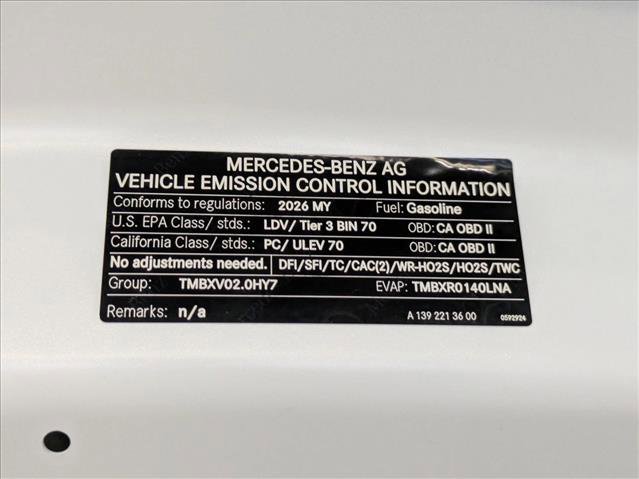 MERCEDES-BENZ AG
VEHICLE EMISSION CONTROL INFORMATION
Conforms to regulations: 2026 MY Fuel: Gasoline
U.S. EPA Class/ stds.: LDV/ Tier 3 BIN 70 OBD: CA OBD II
California Class/ stds.: PC/ ULEV 70 OBD: CA OBD II
No adjustments needed. DFI/SFI/TC/CAC(2)/WR-HO2S/HO2S/TWC
Group: TMBXV02.0HY7 EVAP: TMBXR0140LNA
Remarks: n/a A 139 221 36 00 0592924